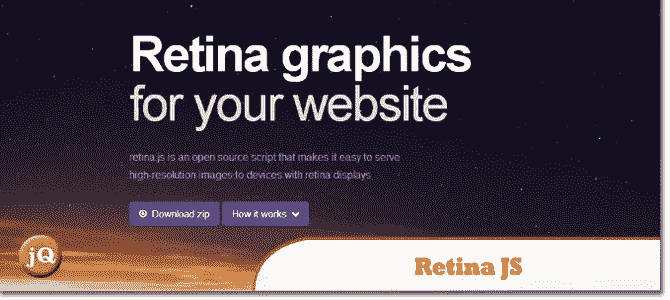 Retina graphics
for your website
retina.js is an open source script that makes it easy to serve
high-resolution images to devices with retina displays
Download zip
How it works
jQ
Retina JS